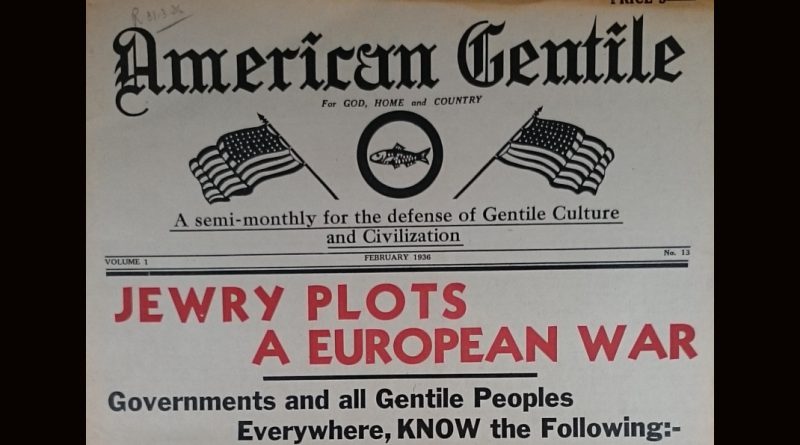 American Gentile
For GOD, HOME and COUNTRY
A semi-monthly for the defense of Gentile Culture
and Civilization
VOLUME 1 FEBRUARY 1936 No. 13
JEWRY PLOTS
A EUROPEAN WAR
Governments and all Gentile Peoples
Everywhere, KNOW the Following:-